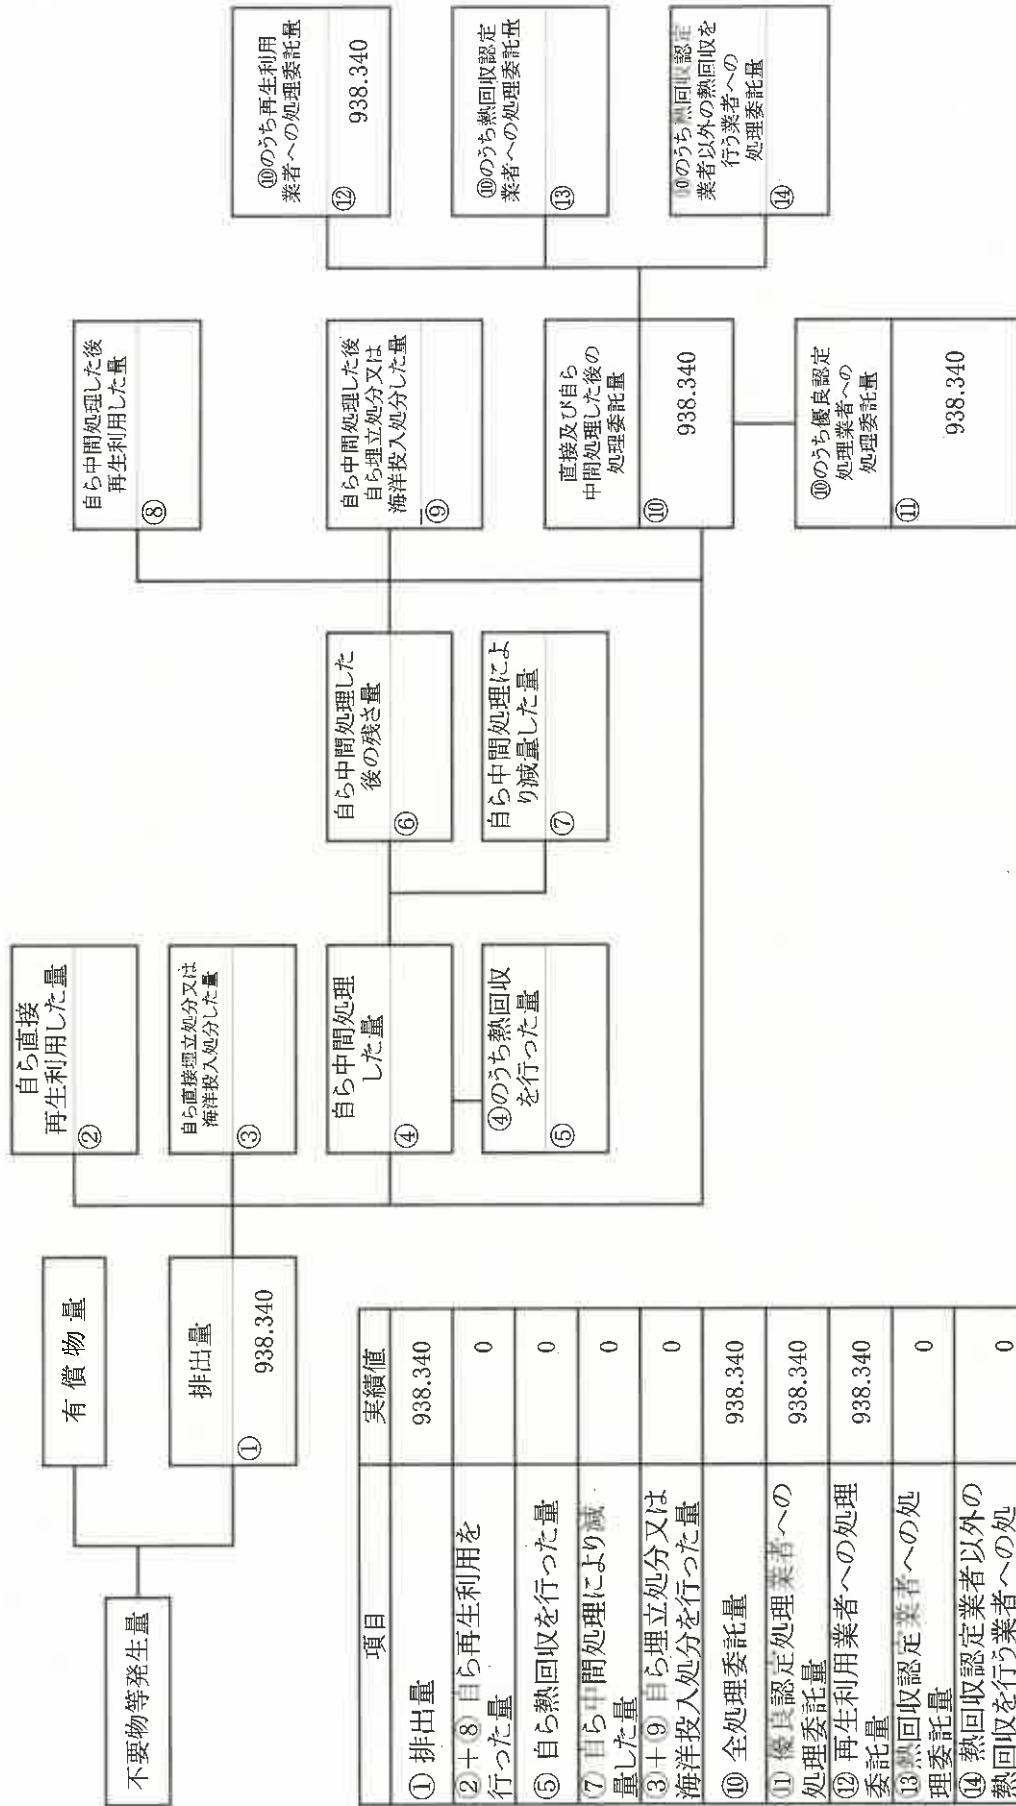 不要物等発生量
有償物量
排出量
①
938.340
自ら直接
再生利用した量
②
自ら直接埋立処分又は
海洋投入処分した量
③
自ら中間処理
した量
④
④のうち熱回収
を行った量
⑤
自ら中間処理した
後の残さ量
⑥
自ら中間処理によ
り減量した量
⑦
自ら中間処理した後
再生利用した量
⑧
自ら中間処理した後
自ら埋立処分又は
海洋投入処分した量
⑨
直接及び自ら
中間処理した後の
処理委託量
⑩
938.340
⑩のうち優良認定
処理業者への
処理委託量
⑪
938.340
⑩のうち再生利用
業者への処理委託量
⑫
938.340
⑩のうち熱回収認定
業者への処理委託量
⑬
⑩のうち熱回収認定
業者以外の熱回収を
行う業者への
処理委託量
⑭
項目 実績値
①排出量 938.340
②+⑧自ら再生利用を
行った量 0
⑤自ら熱回収を行った量 0
⑦自ら中間処理により減
量した量 0
③+⑨自ら埋立処分又は
海洋投入処分を行った量 0
⑩全処理委託量 938.340
⑪優良認定処理業者への
処理委託量 938.340
⑫再生利用業者への処理
委託量 938.340
⑬熱回収認定業者への処
理委託量 0
⑭熱回収認定業者以外の
熱回収を行う業者への処 0